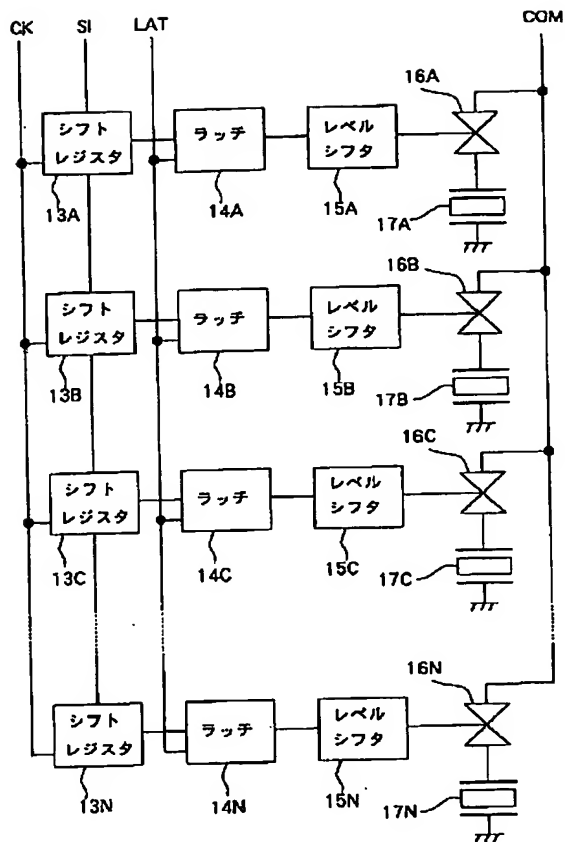 CK
SI
LAT
COM
16A
シフト
レジスタ
ラッチ
レベル
シフタ
13A
14A
15A
17A
16B
シフト
レジスタ
ラッチ
レベル
シフタ
13B
14B
15B
17B
16C
シフト
レジスタ
ラッチ
レベル
シフタ
13C
14C
15C
17C
16N
シフト
レジスタ
ラッチ
レベル
シフタ
13N
14N
15N
17N